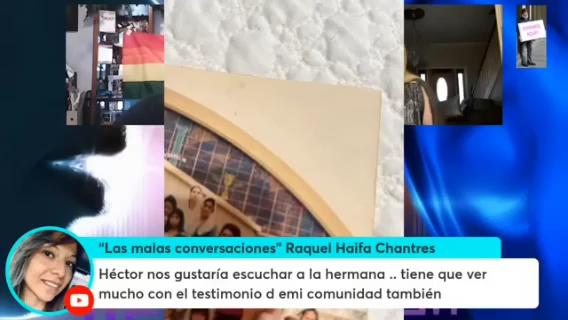 "Las malas conversaciones" Raquel Haifa Chantres
Héctor nos gustaría escuchar a la hermana .. tiene que ver
mucho con el testimonio d emi comunidad también